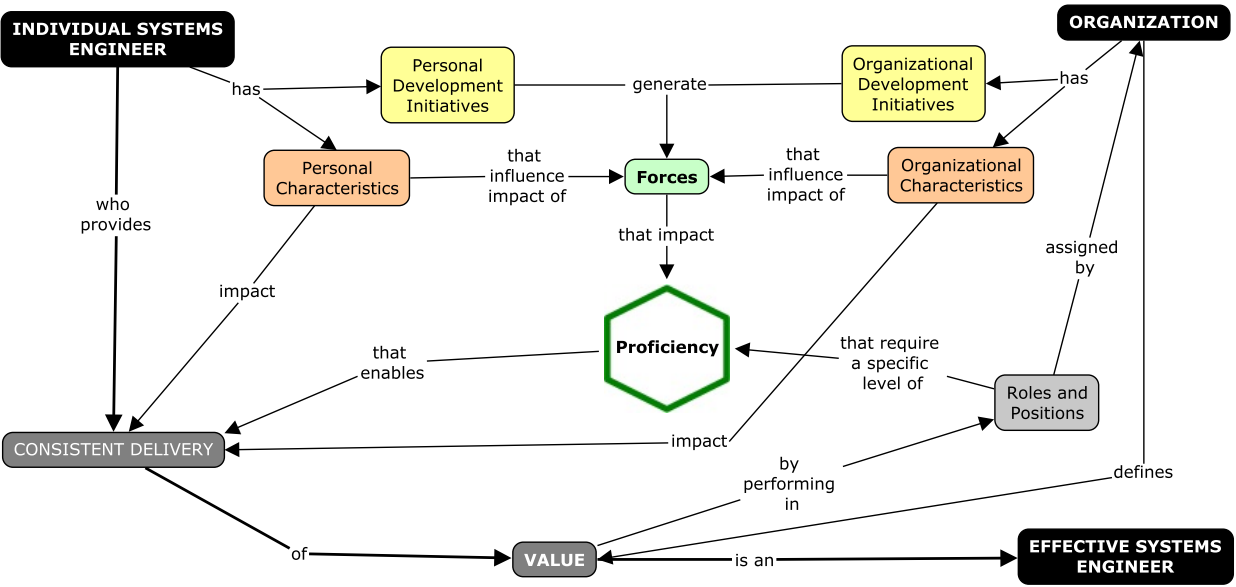 INDIVIDUAL SYSTEMS
ENGINEER
ORGANIZATION
has
Personal
Development
Initiatives
generate
Organizational
Development
Initiatives
has
Personal
Characteristics
that
influence
impact of
Forces
that
influence
impact of
Organizational
Characteristics
who
provides
that impact
assigned
by
impact
Proficiency
that
enables
that require
a specific
level of
Roles and
Positions
CONSISTENT DELIVERY
impact
by
performing
in
defines
of
VALUE
is an
EFFECTIVE SYSTEMS
ENGINEER